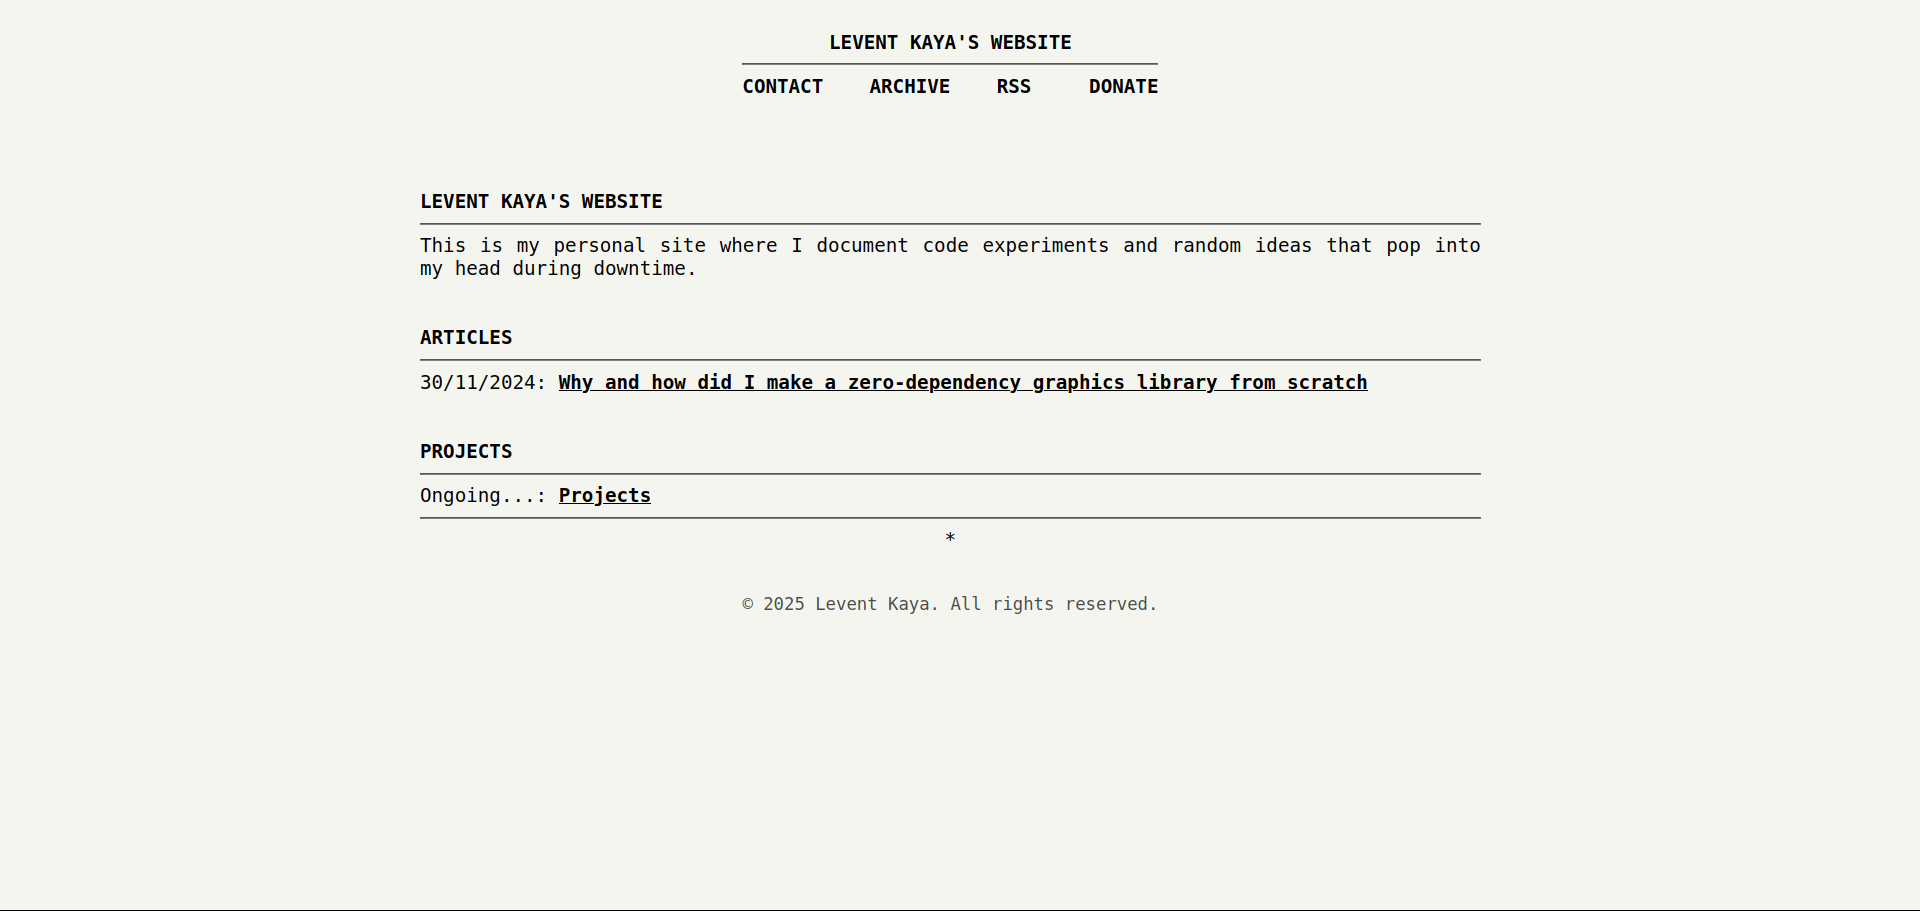 LEVENT KAYA'S WEBSITE
CONTACT ARCHIVE RSS DONATE
LEVENT KAYA'S WEBSITE
This is my personal site where I document code experiments and random ideas that pop into
my head during downtime.
ARTICLES
30/11/2024: Why and how did I make a zero-dependency graphics library from scratch
PROJECTS
Ongoing...: Projects
*
© 2025 Levent Kaya. All rights reserved.